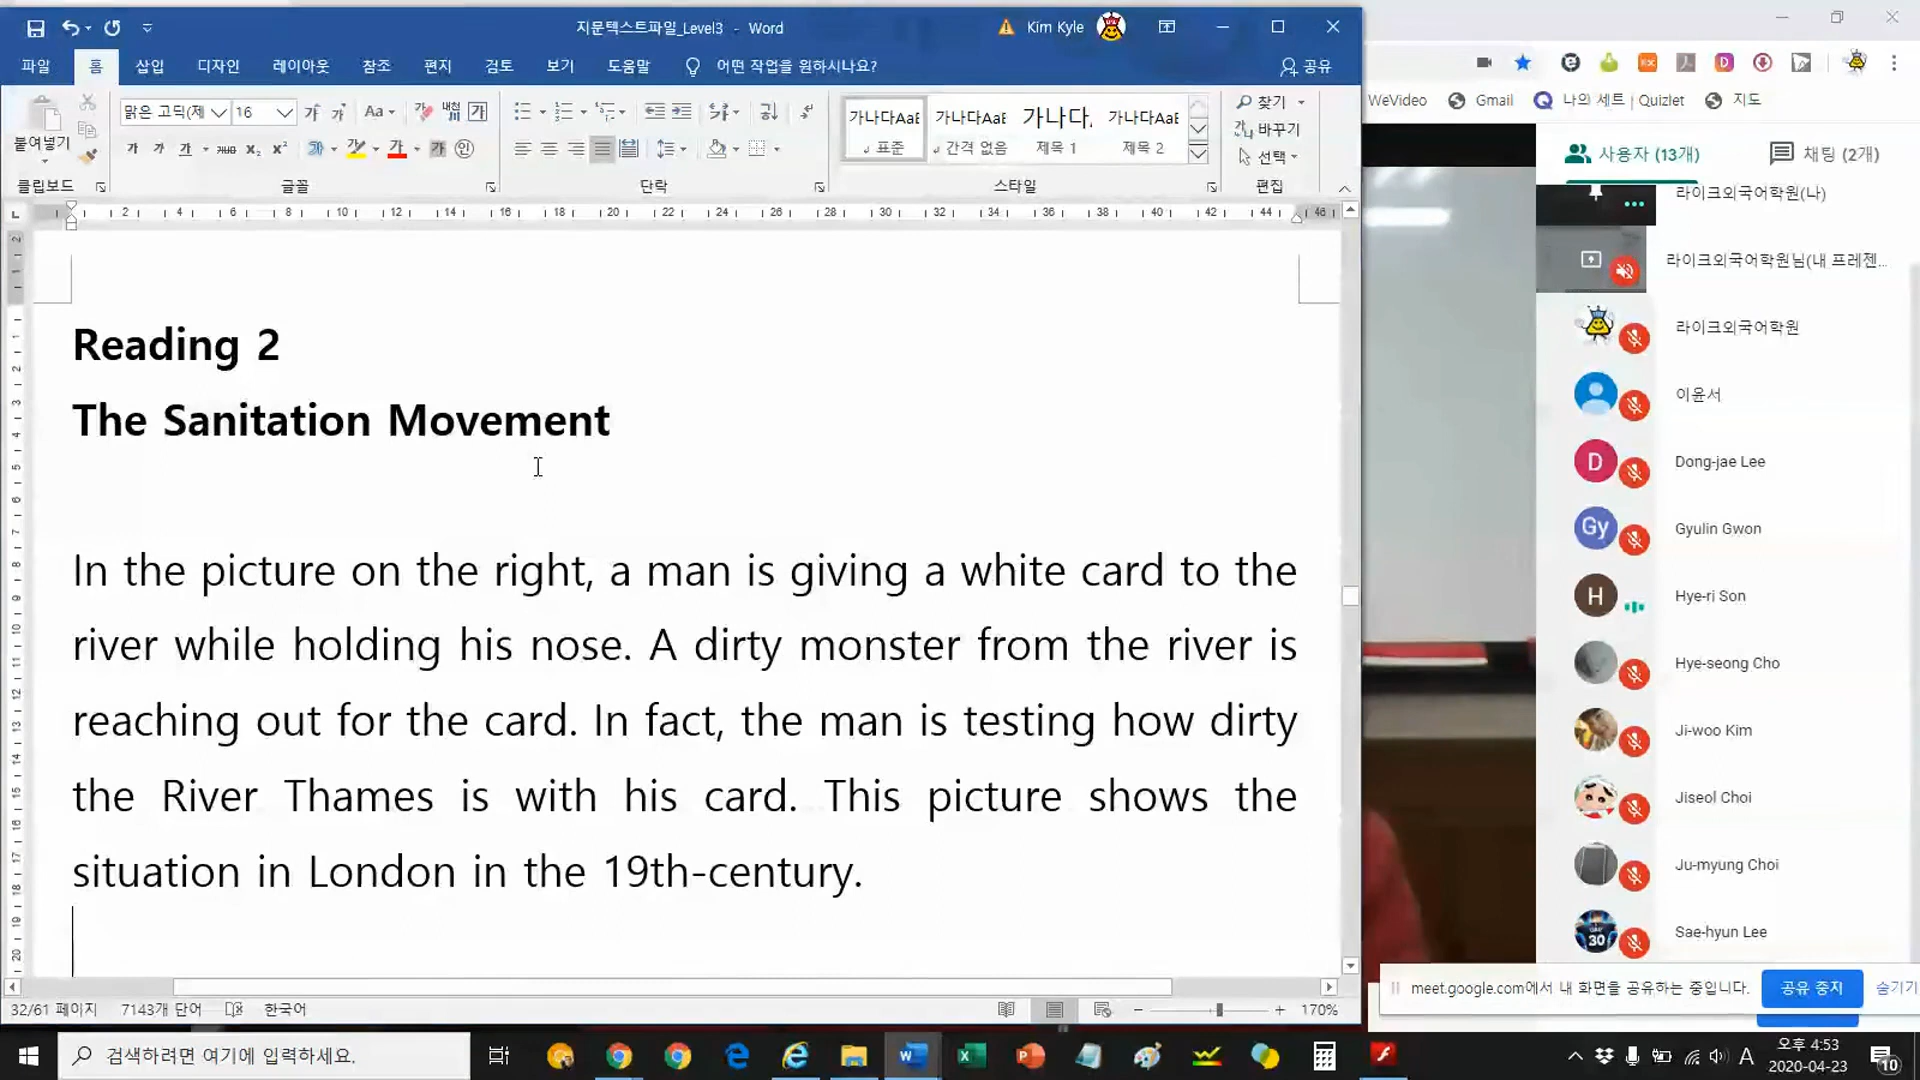 지문텍스트파일_Level3 - Word
Kim Kyle
파일 홈 삽입 디자인 레이아웃 참조 편지 검토 보기 도움말 어떤 작업을 원하시나요? 공유
WeVideo Gmail 나의 세트 | Quizlet 지도
붙여넣기
맑은 고딕(제 16
가나다AaE 가나다AaE 가나다, 가나다AaE
표준 간격 없음 제목 1 제목 2
찾기
바꾸기
선택
클립보드 글꼴 단락 스타일 편집
사용자 (13개) 채팅 (2개)
라이크외국어학원(나)
라이크외국어학원님(내 프레젠...
라이크외국어학원
이윤서
Dong-jae Lee
Gyulin Gwon
Hye-ri Son
Hye-seong Cho
Ji-woo Kim
Jiseol Choi
Ju-myung Choi
Sae-hyun Lee
Reading 2
The Sanitation Movement
In the picture on the right, a man is giving a white card to the
river while holding his nose. A dirty monster from the river is
reaching out for the card. In fact, the man is testing how dirty
the River Thames is with his card. This picture shows the
situation in London in the 19th-century.
meet.google.com에서 내 화면을 공유하는 중입니다. 공유 중지 숨기기
32/61 페이지 7143개 단어 한국어 170%
검색하려면 여기에 입력하세요.
A 오후 4:53
2020-04-23
10